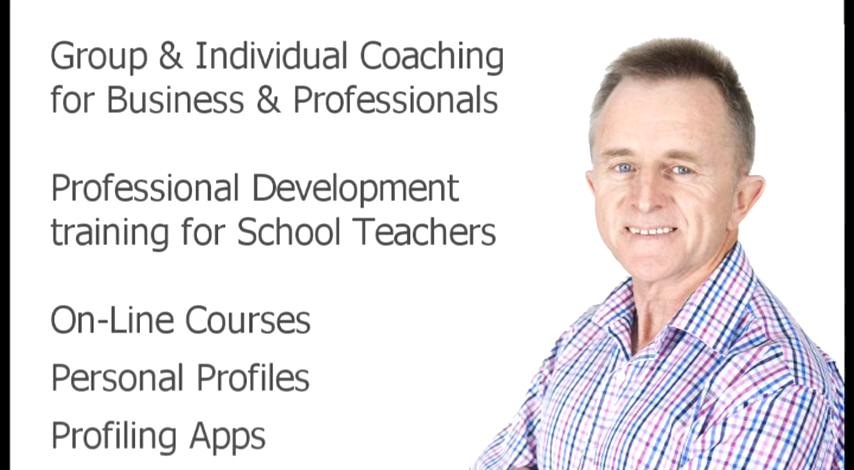 Group & Individual Coaching
for Business & Professionals
Professional Development
training for School Teachers
On-Line Courses
Personal Profiles
Profiling Apps